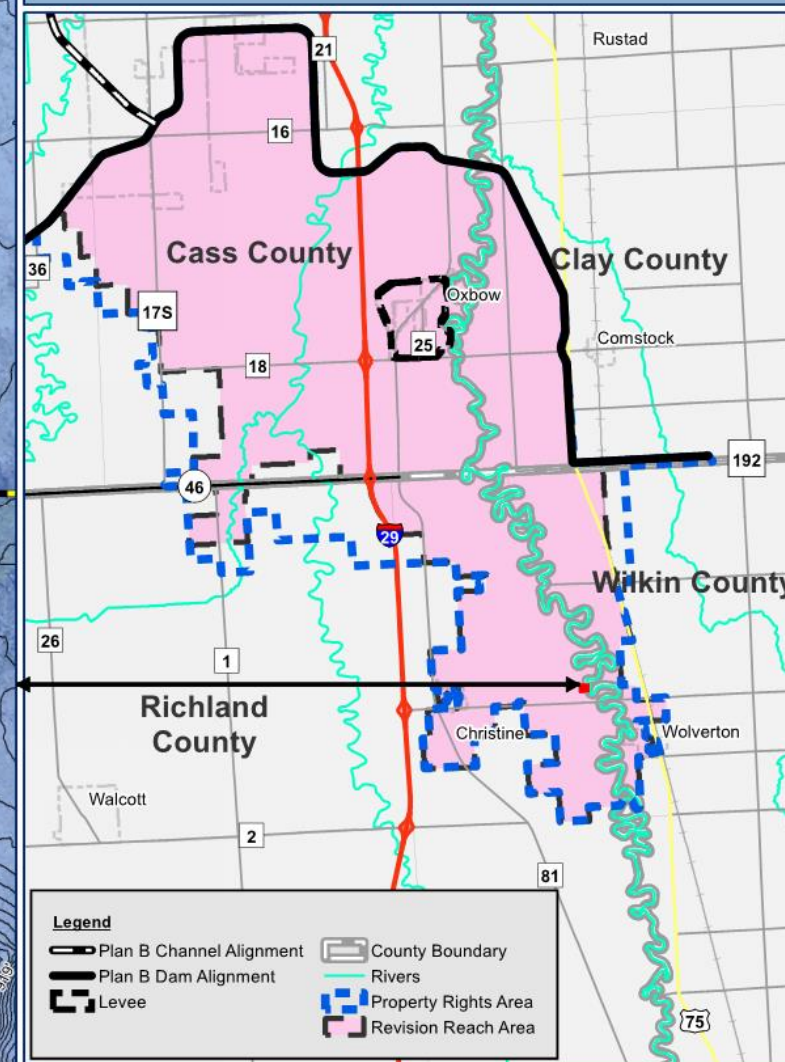 Rustad
21
16
Cass County
Clay County
36
Oxbow
17S
25
Comstock
18
192
46
29
Wilkin County
26
1
Richland
County
Christine
Wolverton
Walcott
2
81
Legend
Plan B Channel Alignment
Plan B Dam Alignment
Levee
County Boundary
Rivers
Property Rights Area
Revision Reach Area
75